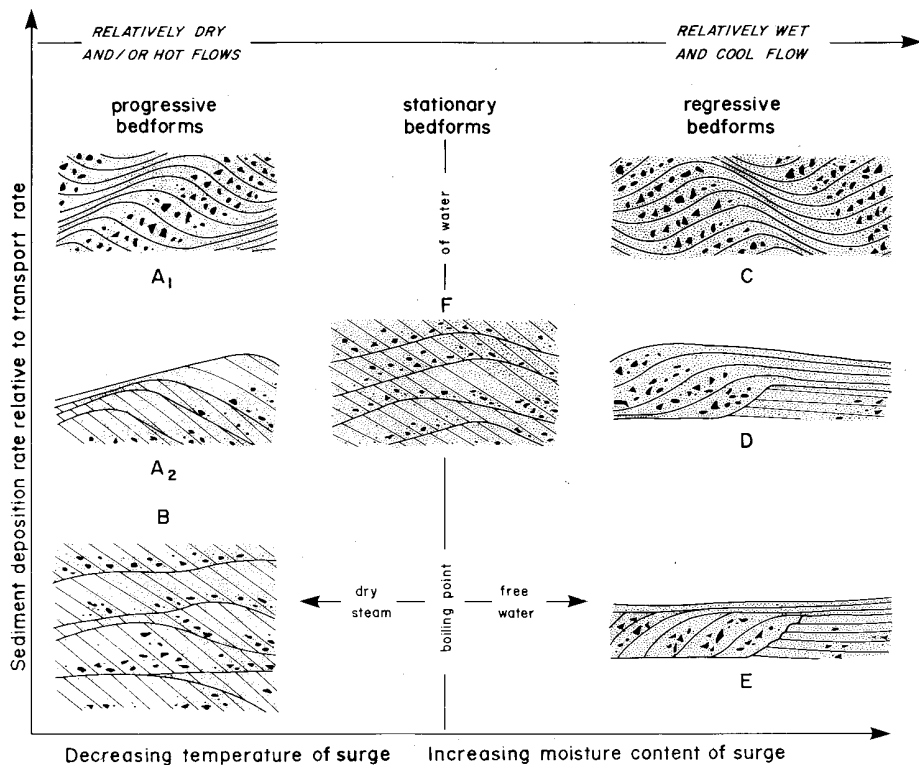 RELATIVELY DRY
AND/OR HOT FLOWS
RELATIVELY WET
AND COOL FLOW
progressive
bedforms
stationary
bedforms
regressive
bedforms
Sediment deposition rate relative to transport rate
of water
A1
C
F
A2
D
B
dry
steam
boiling point
free
water
E
Decreasing temperature of surge
Increasing moisture content of surge